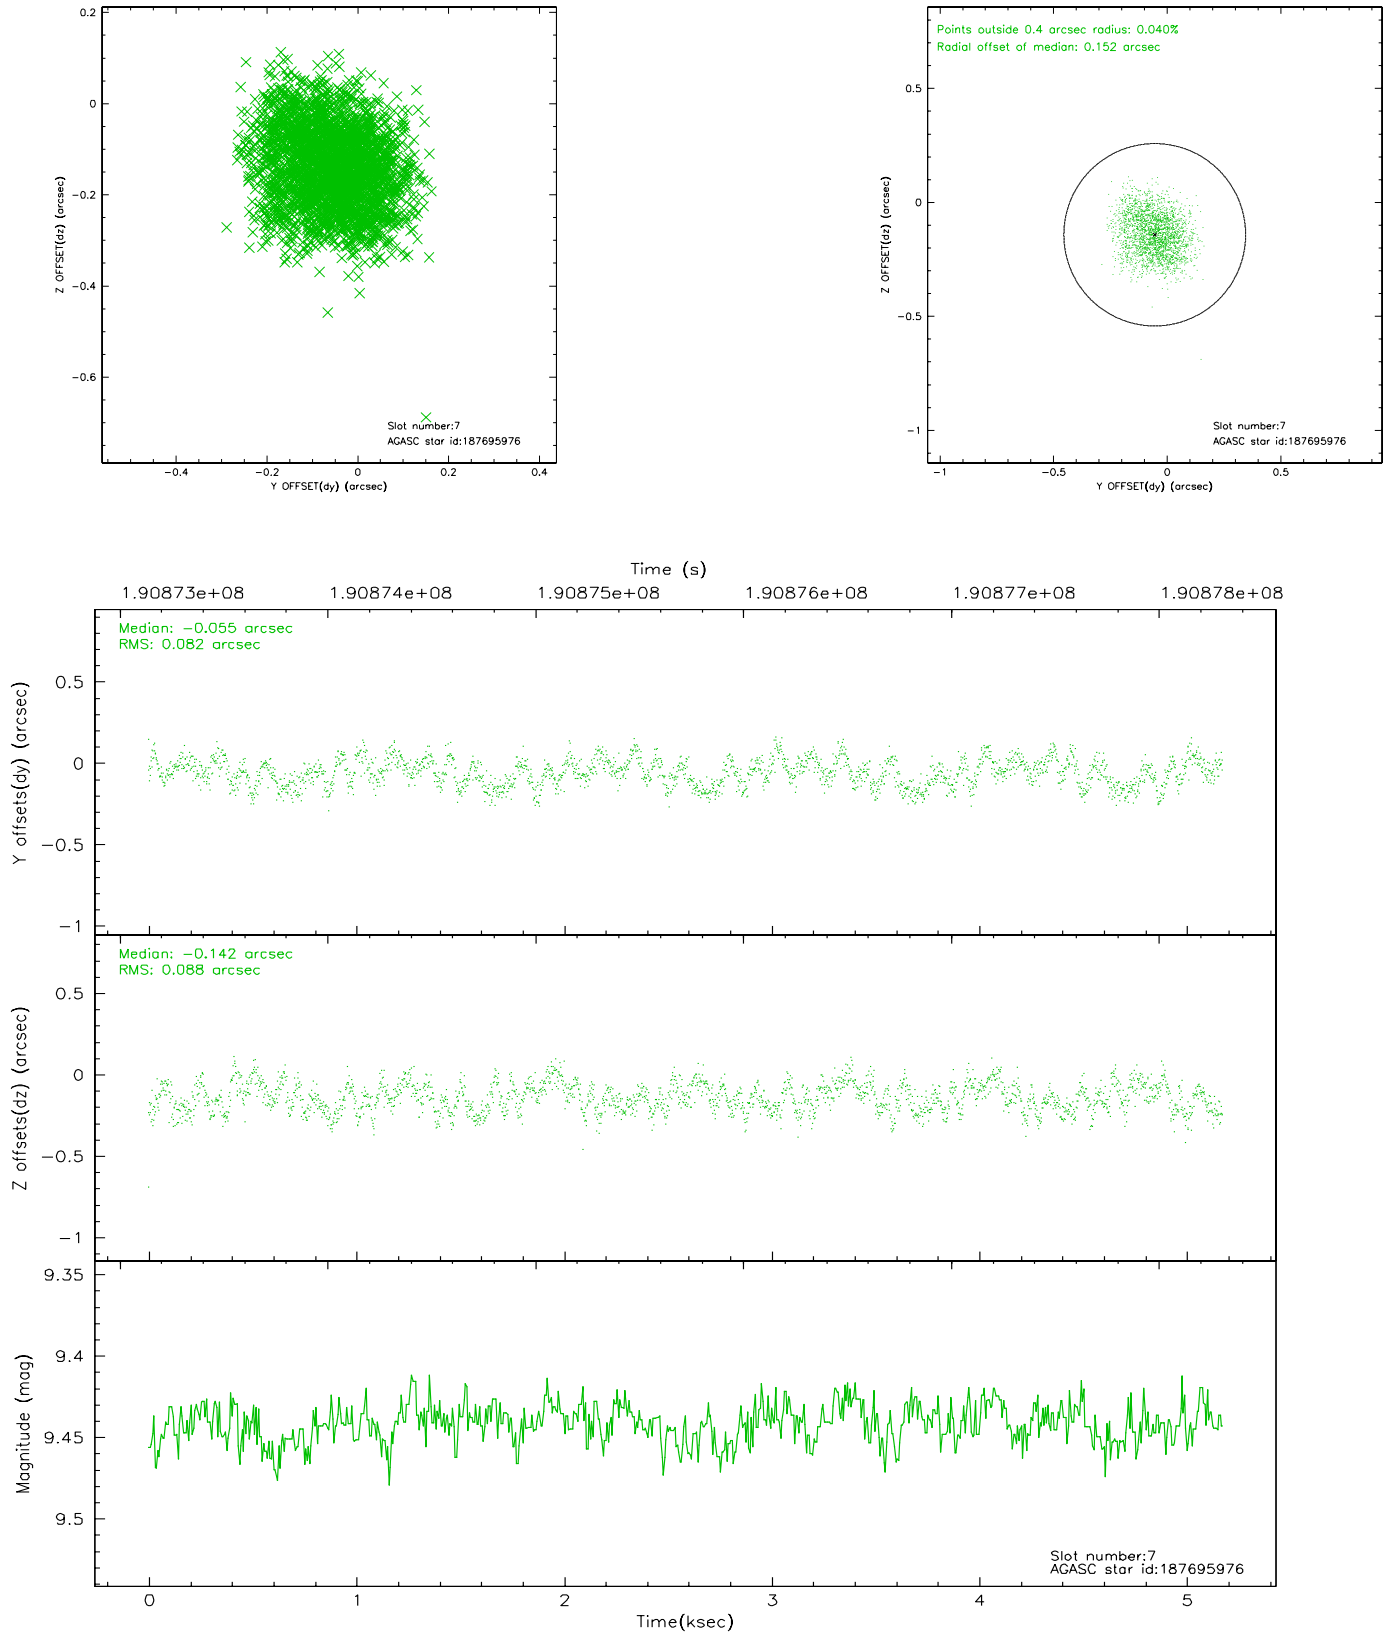 0.2
0
−0.2
−0.4
−0.6
Z OFFSET(dz) (arcsec)
Slot number:7
AGASC star id:187695976
−0.4 −0.2 0 0.2 0.4
Y OFFSET(dy) (arcsec)
Points outside 0.4 arcsec radius: 0.040%
Radial offset of median: 0.152 arcsec
0.5
0
−0.5
−1
Z OFFSET(dz) (arcsec)
Slot number:7
AGASC star id:187695976
−1 −0.5 0 0.5
Y OFFSET(dy) (arcsec)
Time (s)
1.90873e+08 1.90874e+08 1.90875e+08 1.90876e+08 1.90877e+08 1.90878e+08
Median: −0.055 arcsec
RMS: 0.082 arcsec
0.5
0
−0.5
−1
Y offsets(dy) (arcsec)
Median: −0.142 arcsec
RMS: 0.088 arcsec
0.5
0
−0.5
−1
Z offsets(dz) (arcsec)
9.35
9.4
9.45
9.5
Magnitude (mag)
Slot number:7
AGASC star id:187695976
0 1 2 3 4 5
Time(ksec)